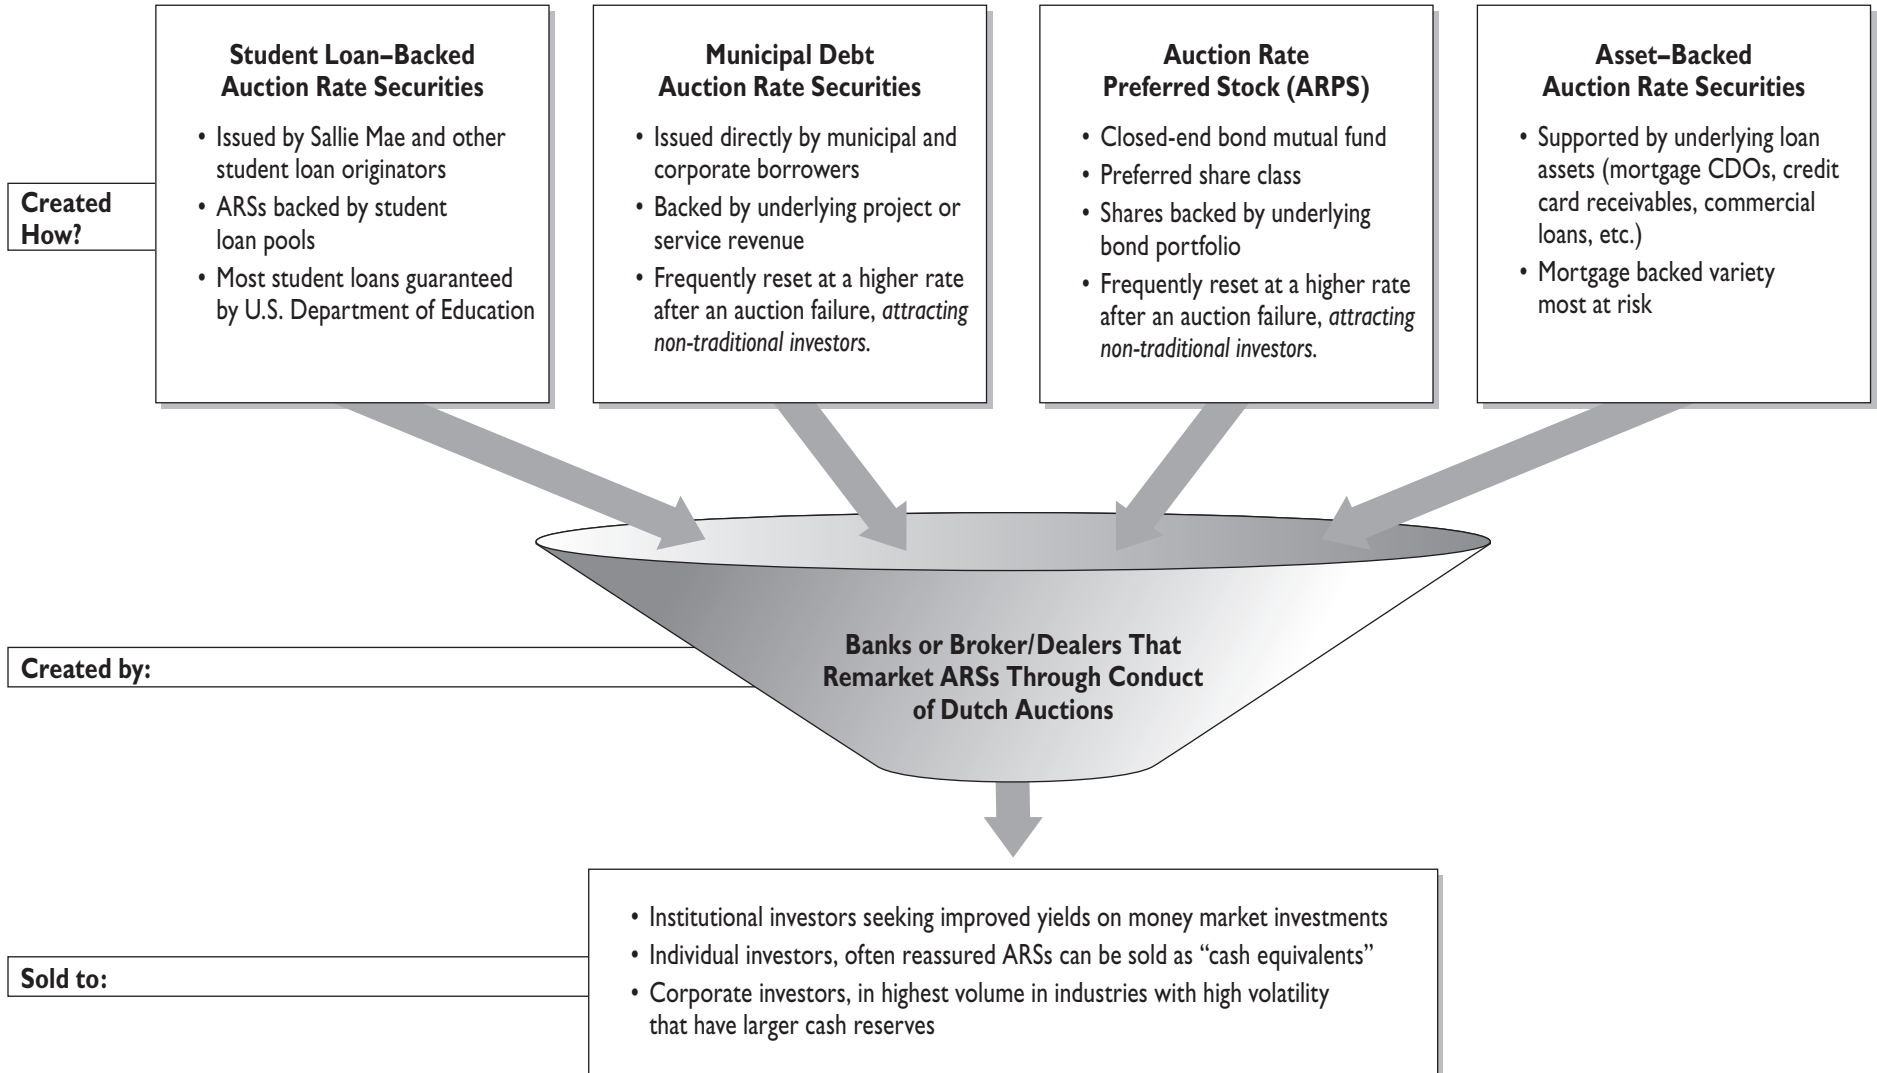 Student Loan–Backed
Auction Rate Securities
• Issued by Sallie Mae and other
student loan originators
• ARSs backed by student
loan pools
• Most student loans guaranteed
by U.S. Department of Education
Municipal Debt
Auction Rate Securities
• Issued directly by municipal and
corporate borrowers
• Backed by underlying project or
service revenue
• Frequently reset at a higher rate
after an auction failure, attracting
non-traditional investors.
Auction Rate
Preferred Stock (ARPS)
• Closed-end bond mutual fund
• Preferred share class
• Shares backed by underlying
bond portfolio
• Frequently reset at a higher rate
after an auction failure, attracting
non-traditional investors.
Asset–Backed
Auction Rate Securities
• Supported by underlying loan
assets (mortgage CDOs, credit
card receivables, commercial
loans, etc.)
• Mortgage backed variety
most at risk
Created
How?
Created by:
Banks or Broker/Dealers That
Remarket ARSs Through Conduct
of Dutch Auctions
Sold to:
• Institutional investors seeking improved yields on money market investments
• Individual investors, often reassured ARSs can be sold as “cash equivalents”
• Corporate investors, in highest volume in industries with high volatility
that have larger cash reserves